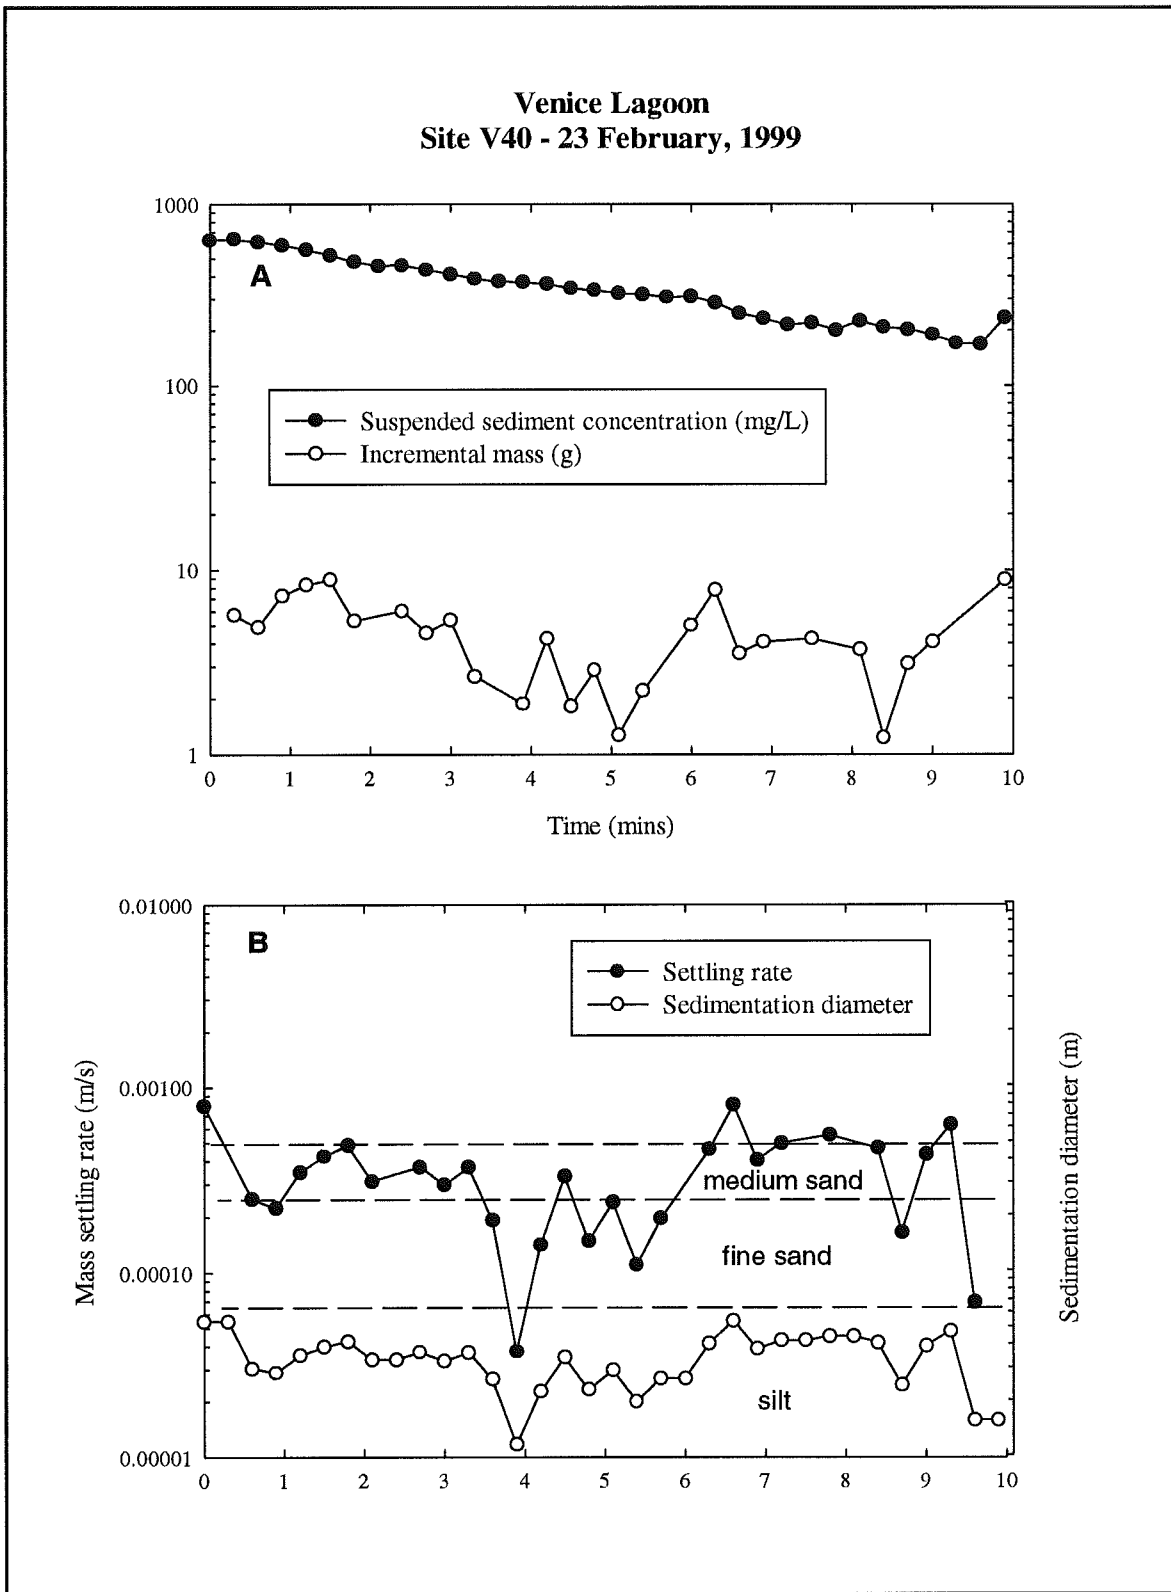 Venice Lagoon
Site V40 - 23 February, 1999
1000
100
10
1
A
Suspended sediment concentration (mg/L)
Incremental mass (g)
0 1 2 3 4 5 6 7 8 9 10
Time (mins)
0.01000
0.00100
0.00010
0.00001
Mass settling rate (m/s)
B
Settling rate
Sedimentation diameter
medium sand
fine sand
silt
Sedimentation diameter (m)
0 1 2 3 4 5 6 7 8 9 10